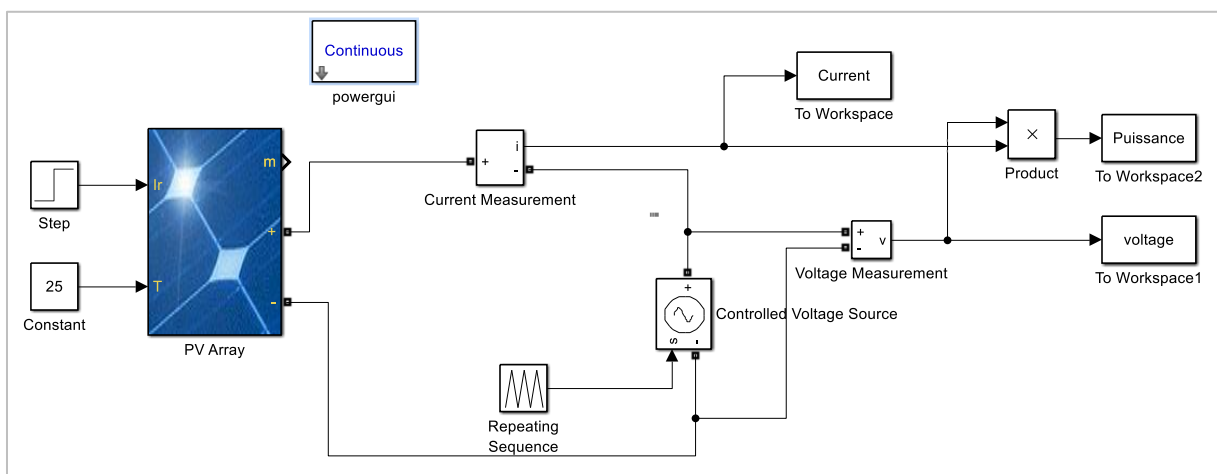 Continuous
powergui
Current
To Workspace
m
Ir
+
-
T
PV Array
Step
25
Constant
+
i
-
Current Measurement
×
Product
Puissance
To Workspace2
+
-
v
Voltage Measurement
voltage
To Workspace1
+
s
-
Controlled Voltage Source
Repeating
Sequence